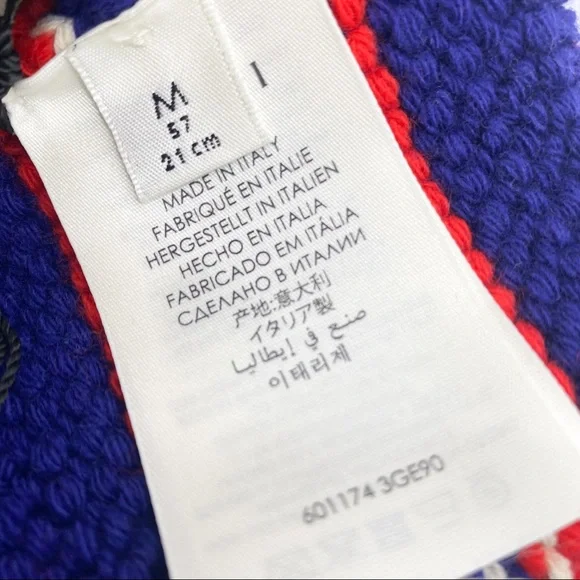 M
57
21 cm
I
MADE IN ITALY
FABRIQUÉ EN ITALIE
HERGESTELLT IN ITALIEN
HECHO EN ITALIA
FABRICADO EM ITÁLIA
СДЕЛАНО В ИТАЛИИ
产地:意大利
イタリア製
صنع في إيطاليا
이태리제
601174 3GE90